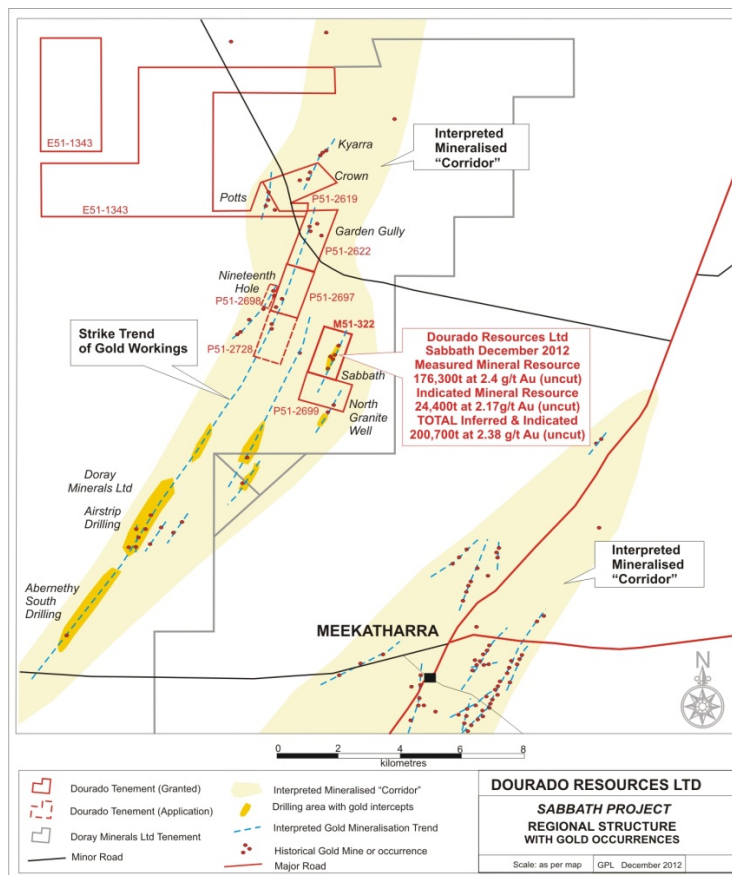 E51-1343
E51-1343
Kyarra
Crown
Potts
P51-2619
Interpreted
Mineralised
“Corridor”
Garden Gully
P51-2622
Nineteenth
Hole
P51-2698
P51-2697
M51-322
Strike Trend
of Gold Workings
P51-2728
Dourado Resources Ltd
Sabbath December 2012
Measured Mineral Resource
176,300t at 2.4 g/t Au (uncut)
Indicated Mineral Resource
24,400t at 2.17g/t Au (uncut)
TOTAL Inferred & Indicated
200,700t at 2.38 g/t Au (uncut)
Sabbath
P51-2699
North
Granite
Well
Doray
Minerals Ltd
Airstrip
Drilling
Abernethy
South
Drilling
Interpreted
Mineralised
“Corridor”
MEEKATHARRA
N
0 2 4 6 8
kilometres
Dourado Tenement (Granted)
Dourado Tenement (Application)
Doray Minerals Ltd Tenement
Minor Road
Interpreted Mineralised “Corridor”
Drilling area with gold intercepts
Interpreted Gold Mineralisation Trend
Historical Gold Mine or occurrence
Major Road
DOURADO RESOURCES LTD
SABBATH PROJECT
REGIONAL STRUCTURE
WITH GOLD OCCURRENCES
Scale: as per map GPL December 2012